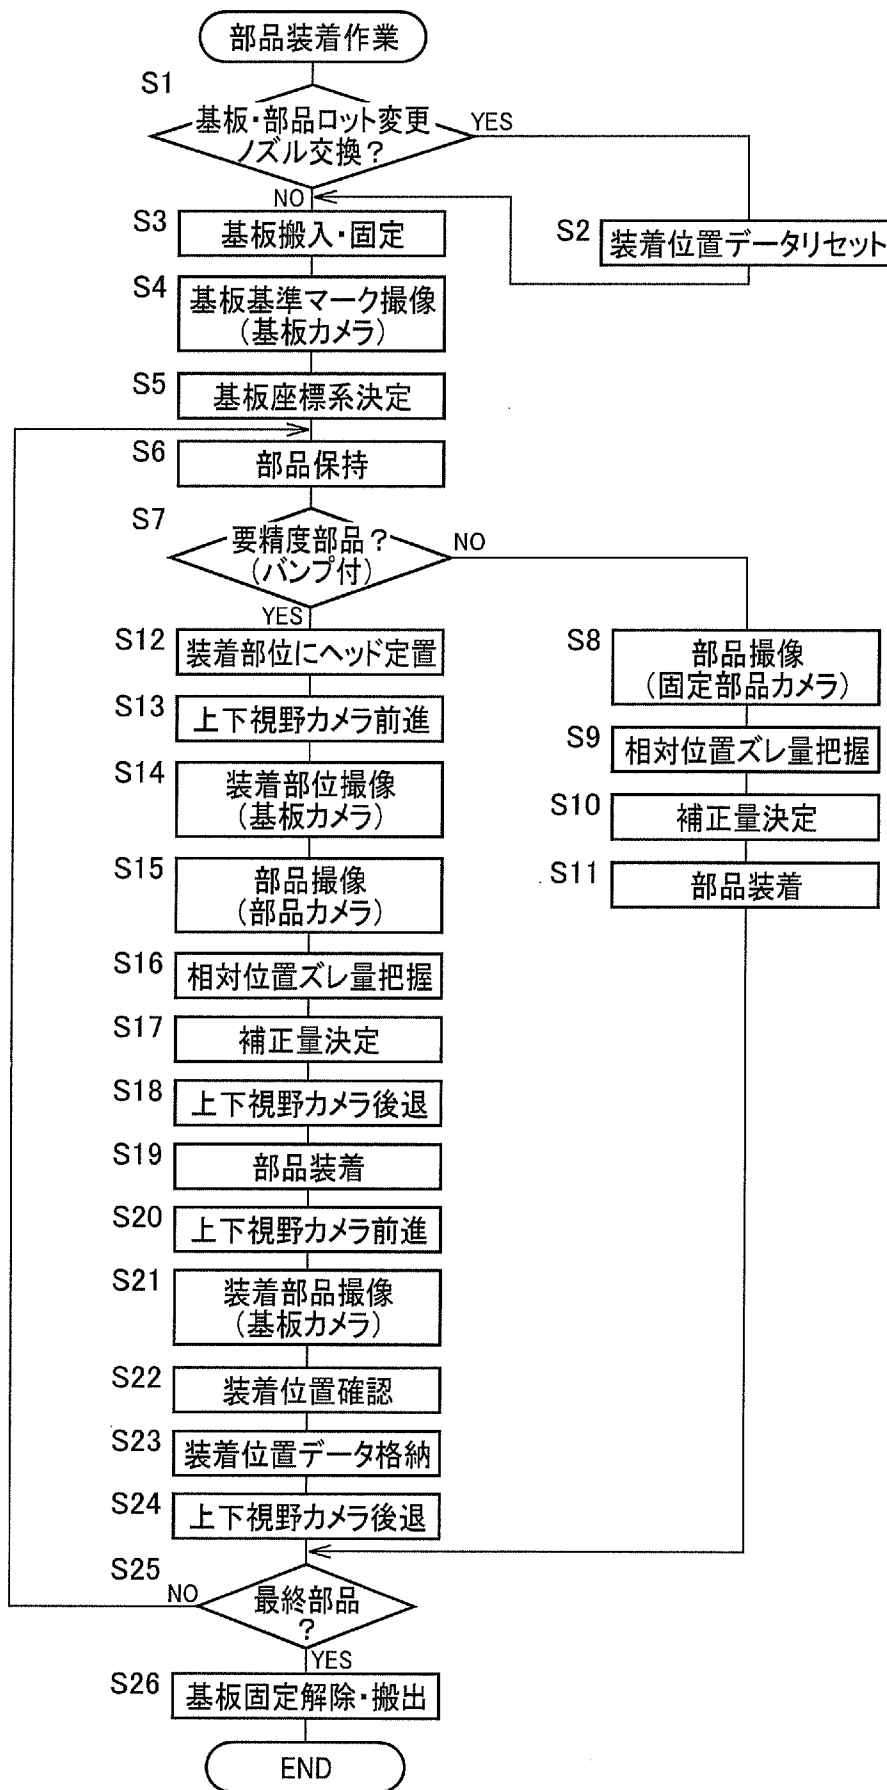 部品装着作業
S1
基板・部品ロット変更
ノズル交換?
YES
NO
S2
装着位置データリセット
S3
基板搬入・固定
S4
基板基準マーク撮像
(基板カメラ)
S5
基板座標系決定
S6
部品保持
S7
要精度部品?
(バンプ付)
NO
YES
S8
部品撮像
(固定部品カメラ)
S9
相対位置ズレ量把握
S10
補正量決定
S11
部品装着
S12
装着部位にヘッド定置
S13
上下視野カメラ前進
S14
装着部位撮像
(基板カメラ)
S15
部品撮像
(部品カメラ)
S16
相対位置ズレ量把握
S17
補正量決定
S18
上下視野カメラ後退
S19
部品装着
S20
上下視野カメラ前進
S21
装着部品撮像
(基板カメラ)
S22
装着位置確認
S23
装着位置データ格納
S24
上下視野カメラ後退
S25
NO
最終部品
?
YES
S26
基板固定解除・搬出
END